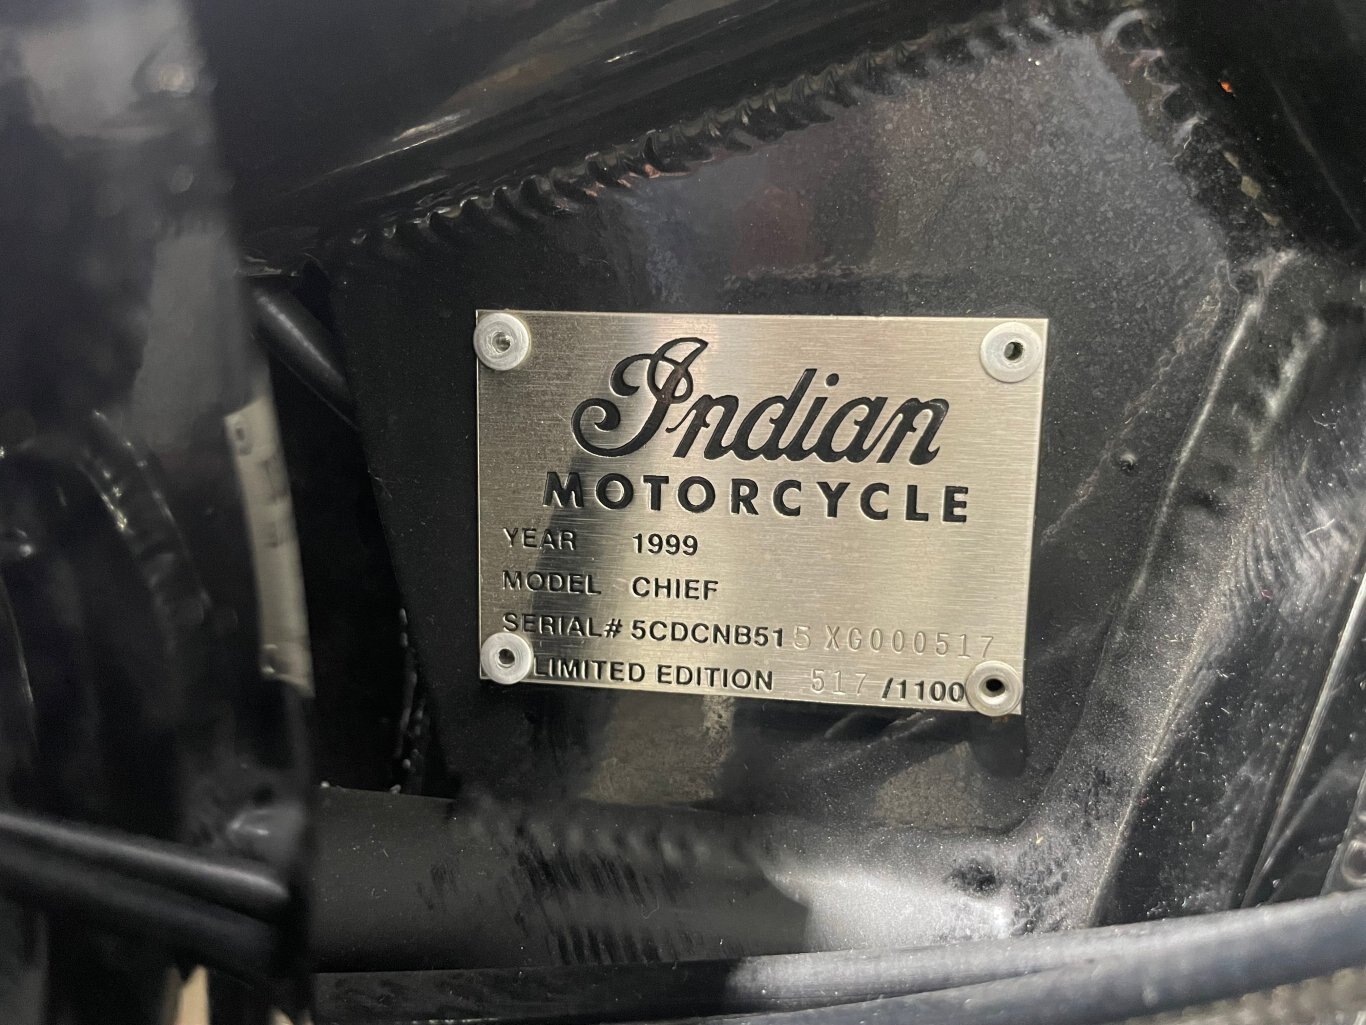 Indian
MOTORCYCLE
YEAR 1999
MODEL CHIEF
SERIAL# 5CDCNB515XG000517
LIMITED EDITION 517 /1100